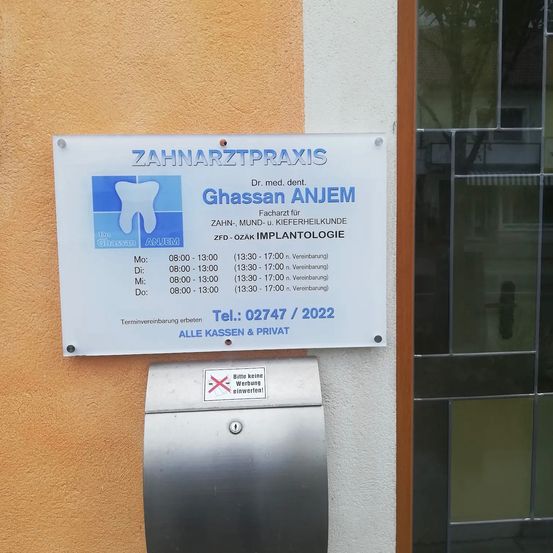 ZAHNARZTPRAXIS
Dr. med. dent.
Ghassan ANJEM
Facharzt für
ZAHN-, MUND- u. KIEFERHEILKUNDE
ZFD - ÖZÄK IMPLANTOLOGIE
Ghassan ANJEM
Mo: 08:00 - 13:00 (13:30 - 17:00 n. Vereinbarung)
Di: 08:00 - 13:00 (13:30 - 17:00 n. Vereinbarung)
Mi: 08:00 - 13:00 (13:30 - 17:00 n. Vereinbarung)
Do: 08:00 - 13:00 (13:30 - 17:00 n. Vereinbarung)
Terminvereinbarung erbeten Tel.: 02747 / 2022
ALLE KASSEN & PRIVAT
Bitte keine
Werbung
einwerfen!